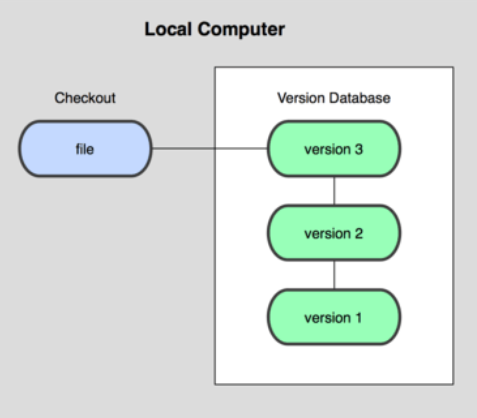 Local Computer
Checkout
Version Database
file
version 3
version 2
version 1